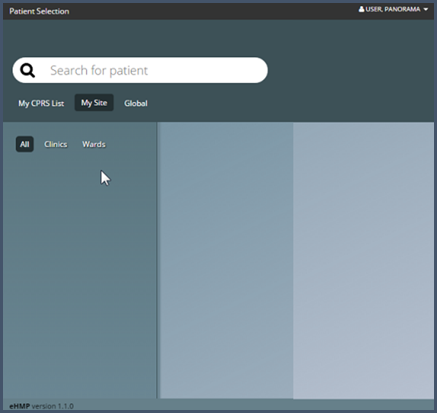 Patient Selection
USER, PANORAMA
Search for patient
My CPRS List My Site Global
All Clinics Wards
eHMP version 1.1.0